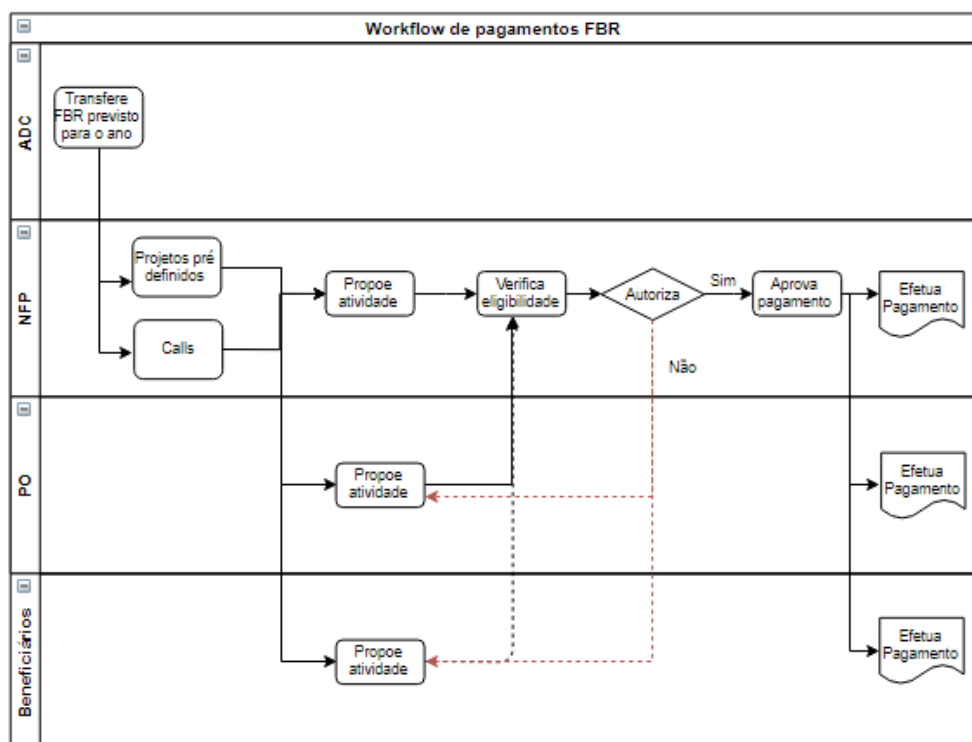 Workflow de pagamentos FBR
ADC
Transfere
FBR previsto
para o ano
NFP
Projetos pré
definidos
Calls
Propoe
atividade
Verifica
eligibilidade
Autoriza
Sim
Não
Aprova
pagamento
Efetua
Pagamento
PO
Propoe
atividade
Efetua
Pagamento
Beneficiários
Propoe
atividade
Efetua
Pagamento